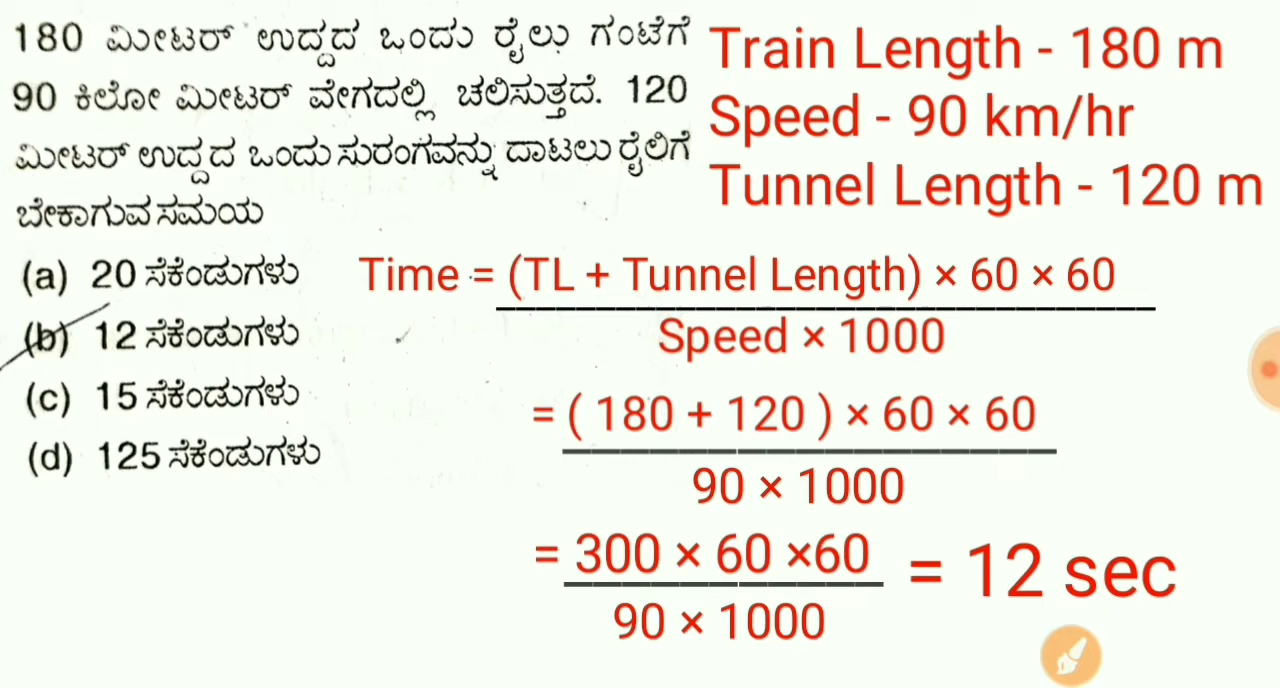 180 ಮೀಟರ್ ಉದ್ದದ ಒಂದು ರೈಲು ಗಂಟೆಗೆ
90 ಕಿಲೋ ಮೀಟರ್ ವೇಗದಲ್ಲಿ ಚಲಿಸುತ್ತದೆ. 120
ಮೀಟರ್ ಉದ್ದದ ಒಂದು ಸುರಂಗವನ್ನು ದಾಟಲು ರೈಲಿಗೆ
ಬೇಕಾಗುವ ಸಮಯ
(a) 20 ಸೆಕೆಂಡುಗಳು
(b) 12 ಸೆಕೆಂಡುಗಳು
(c) 15 ಸೆಕೆಂಡುಗಳು
(d) 125 ಸೆಕೆಂಡುಗಳು
Train Length - 180 m
Speed - 90 km/hr
Tunnel Length - 120 m
Time = (TL + Tunnel Length) × 60 × 60
Speed × 1000
= ( 180 + 120 ) × 60 × 60
90 × 1000
= 300 × 60 ×60 = 12 sec
90 × 1000